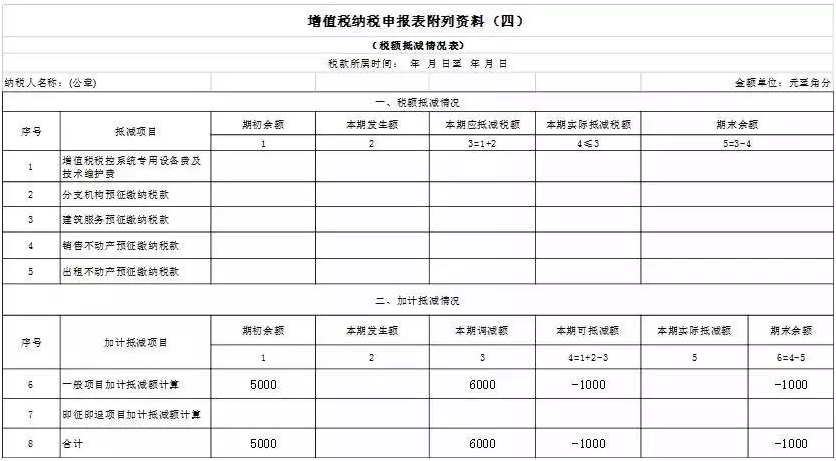 增值税纳税申报表附列资料（四）
（税额抵减情况表）
税款所属时间： 年 月 日至 年 月 日
纳税人名称：(公章) 金额单位：元至角分
一、税额抵减情况
序号 抵减项目 期初余额 本期发生额 本期应抵减税额 本期实际抵减税额 期末余额
1 2 3=1+2 4≤3 5=3-4
1 增值税税控系统专用设备费及
技术维护费
2 分支机构预征缴纳税款
3 建筑服务预征缴纳税款
4 销售不动产预征缴纳税款
5 出租不动产预征缴纳税款
二、加计抵减情况
序号 加计抵减项目 期初余额 本期发生额 本期调减额 本期可抵减额 本期实际抵减额 期末余额
1 2 3 4=1+2-3 5 6=4-5
6 一般项目加计抵减额计算 5000 6000 -1000 -1000
7 即征即退项目加计抵减额计算
8 合计 5000 6000 -1000 -1000